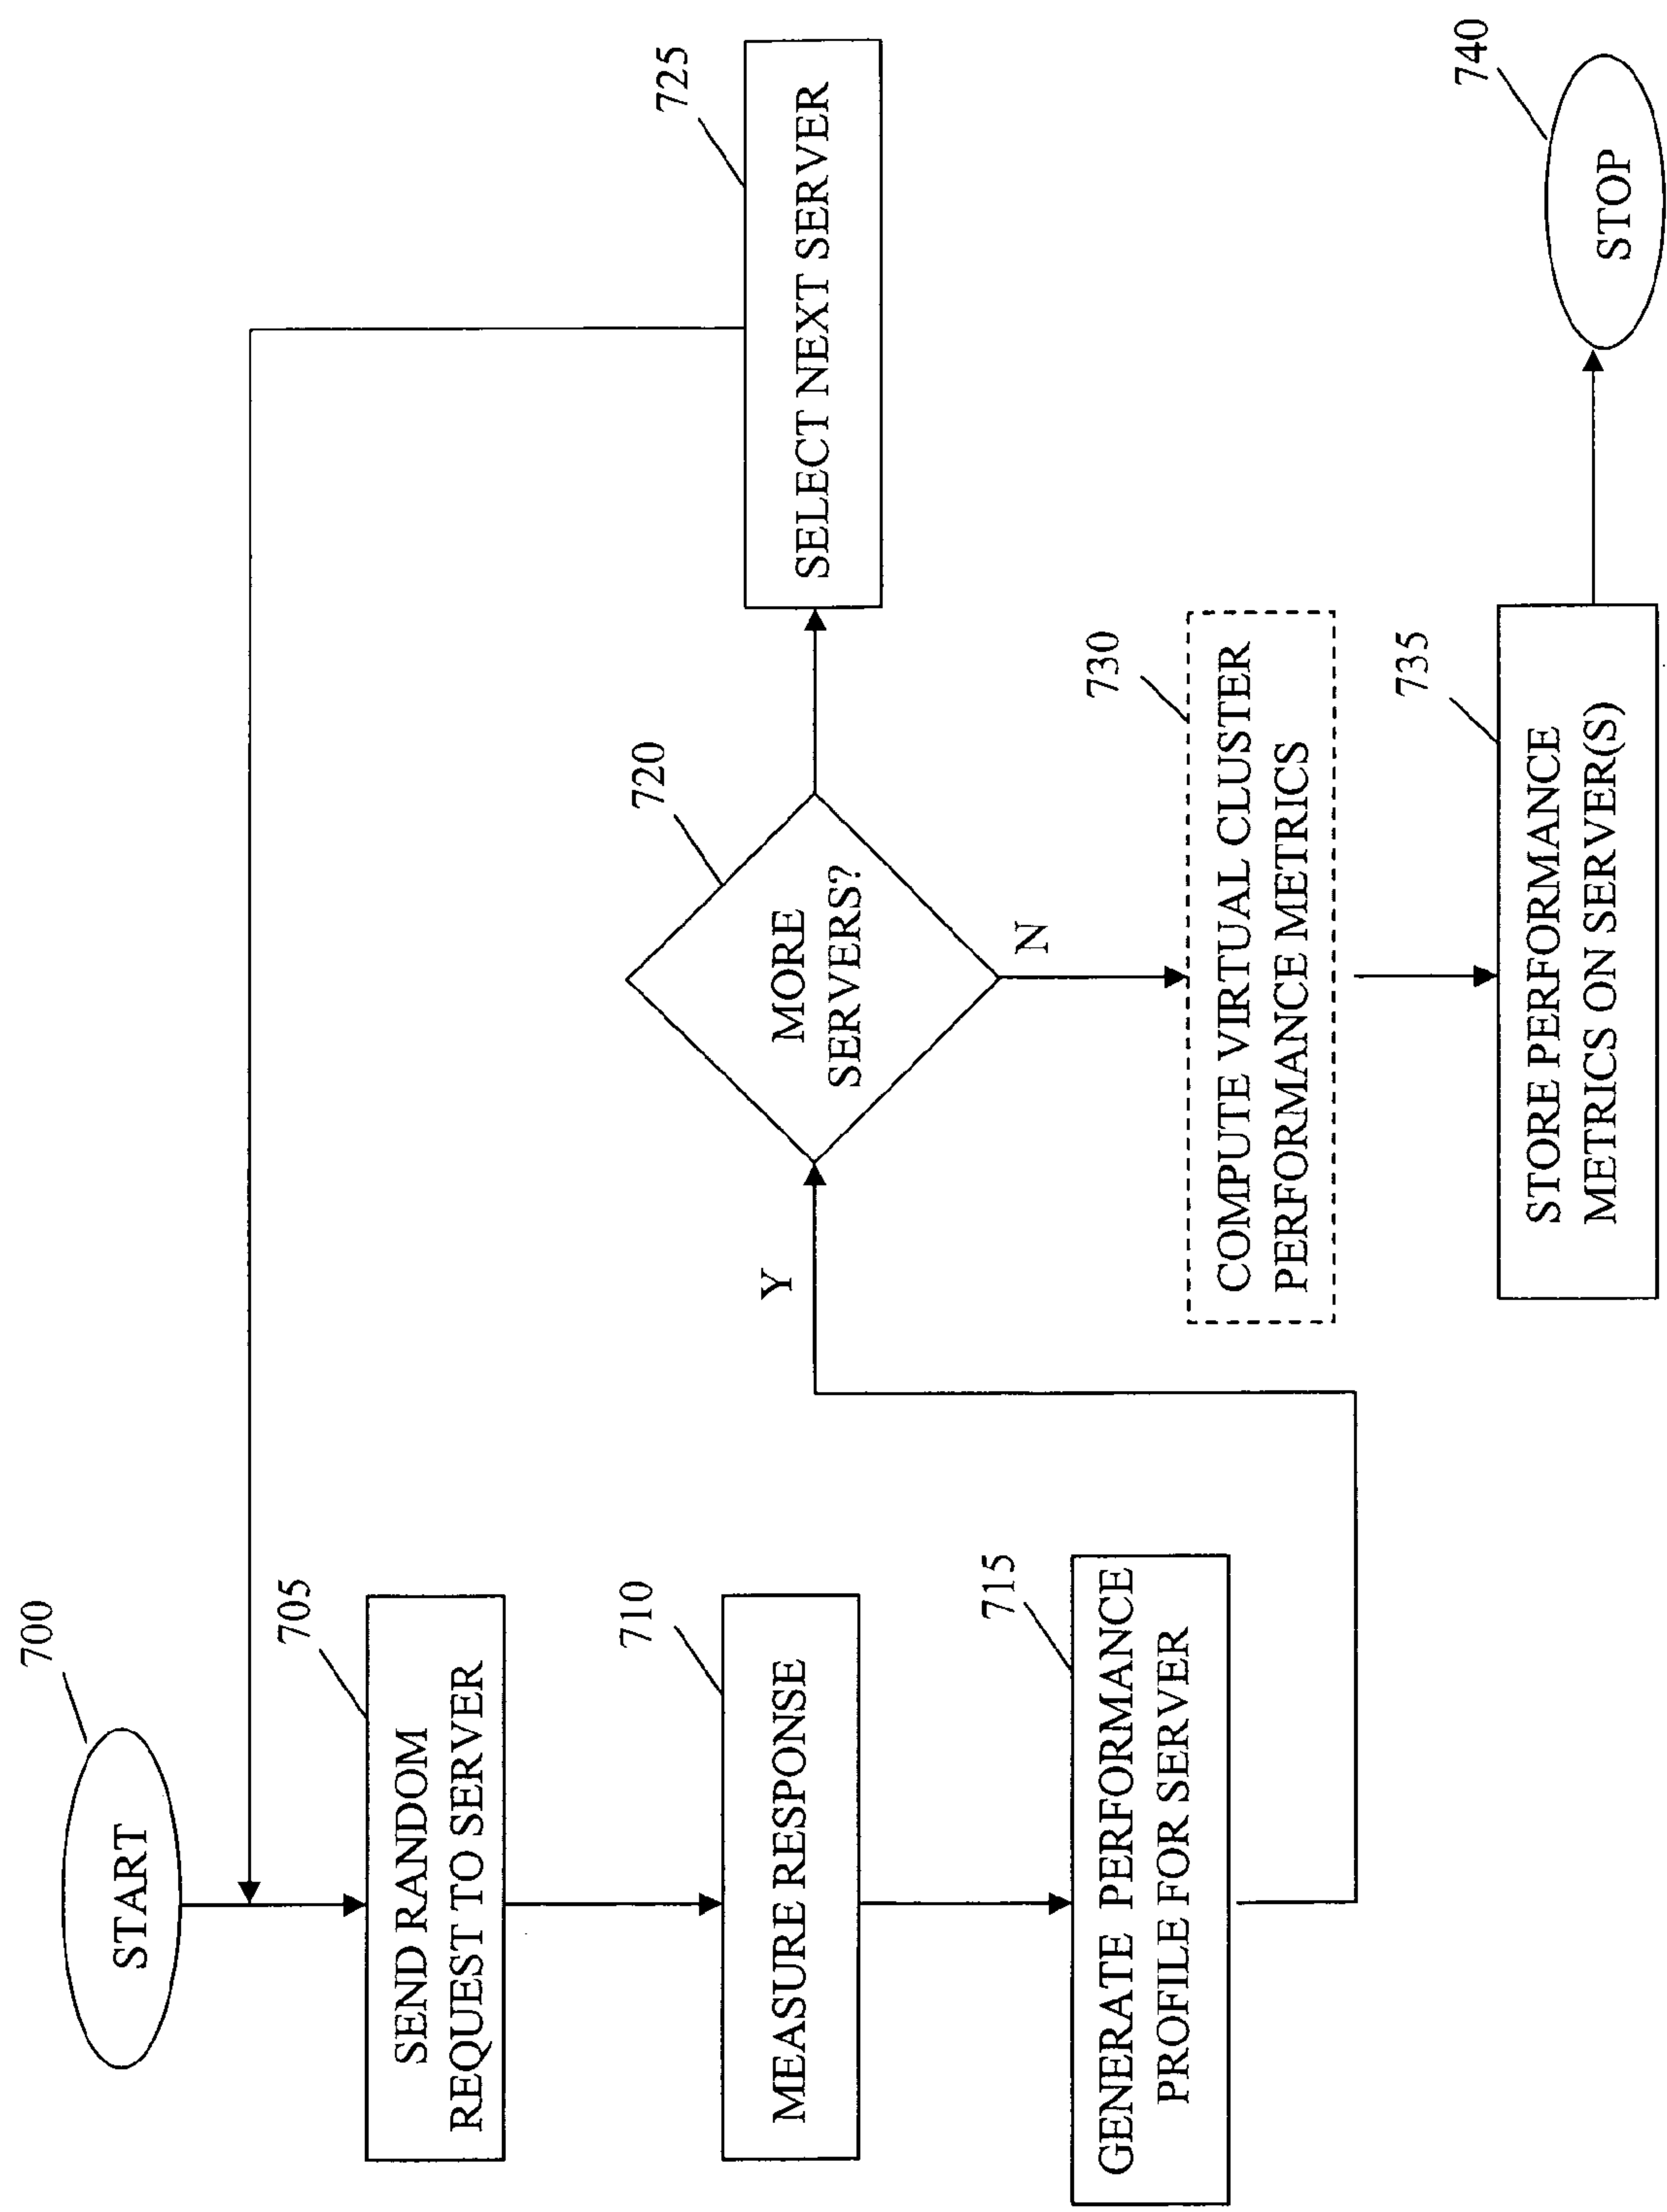 700
START
705
SEND RANDOM
REQUEST TO SERVER
710
MEASURE RESPONSE
715
GENERATE PERFORMANCE
PROFILE FOR SERVER
Y
720
MORE
SERVERS?
N
725
SELECT NEXT SERVER
730
COMPUTE VIRTUAL CLUSTER
PERFORMANCE METRICS
735
STORE PERFORMANCE
METRICS ON SERVER(S)
740
STOP